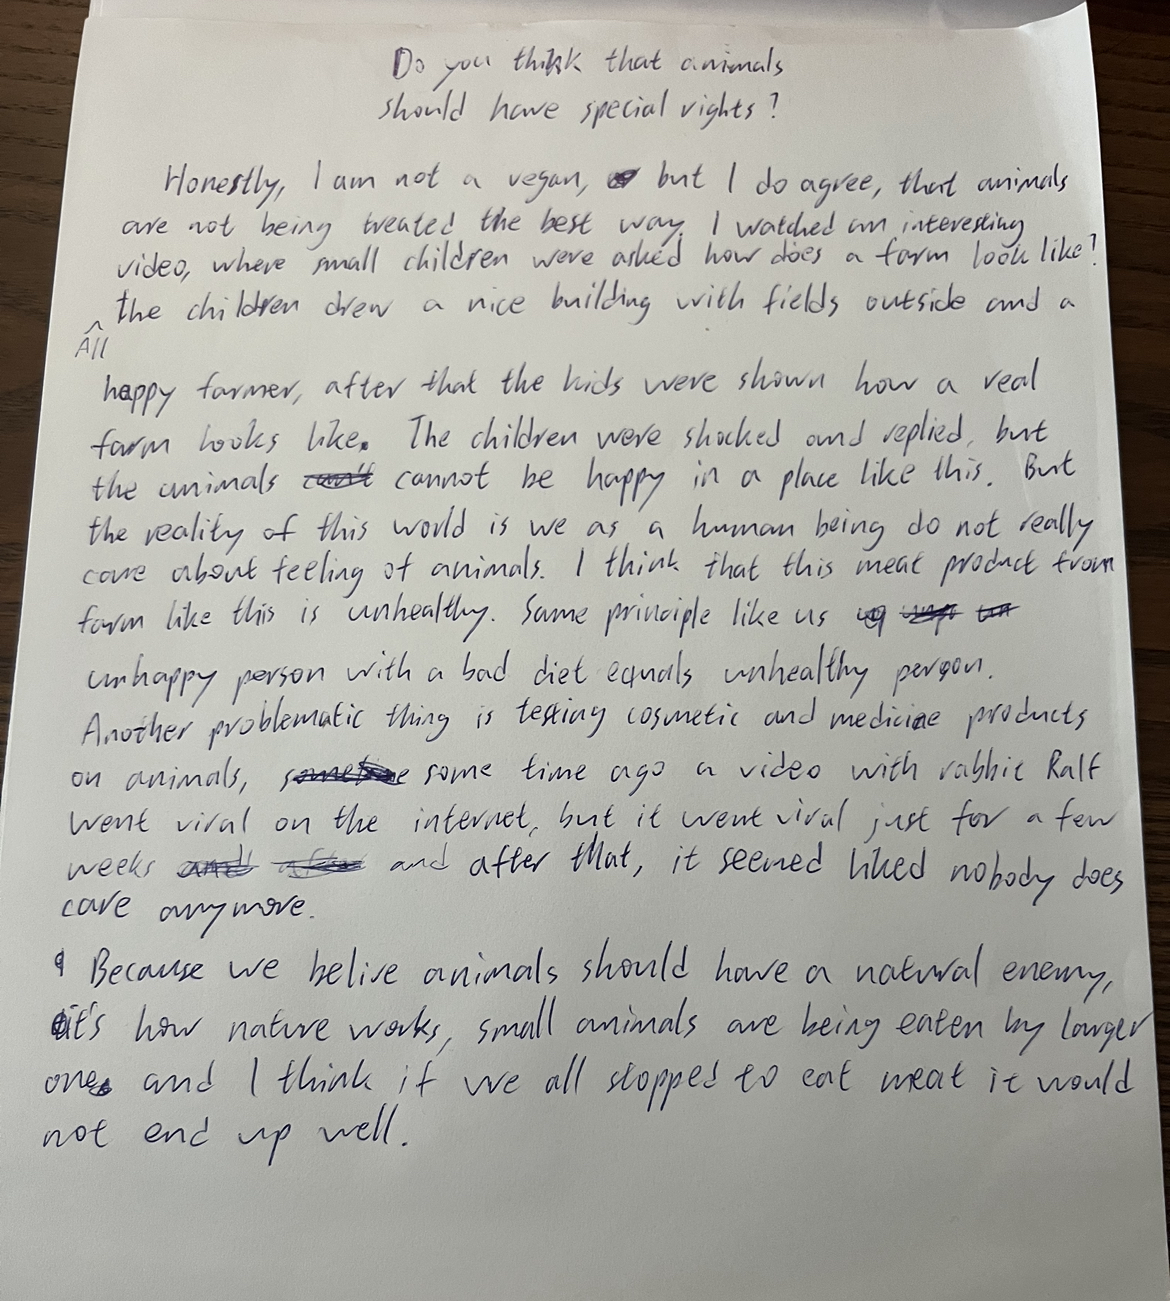 Do you think that animals
should have special rights?
Honestly, I am not a vegan, but I do agree, that animals
are not being treated the best way. I watched an interesting
video, where small children were asked how does a farm look like?
All the children drew a nice building with fields outside and a
happy farmer, after that the kids were shown how a real
farm looks like. The children were shocked and replied, but
the animals cannot be happy in a place like this. But
the reality of this world is we as a human being do not really
care about feeling of animals. I think that this meat product from
farm like this is unhealthy. Same principle like us
unhappy person with a bad diet equals unhealthy person.
Another problematic thing is testing cosmetic and medicine products
on animals, some time ago a video with rabbit Ralf
went viral on the internet, but it went viral just for a few
weeks and after that, it seemed liked nobody does
care anymore.
Because we belive animals should have a natural enemy,
it's how nature works, small animals are being eaten by larger
ones and I think if we all stopped to eat meat it would
not end up well.